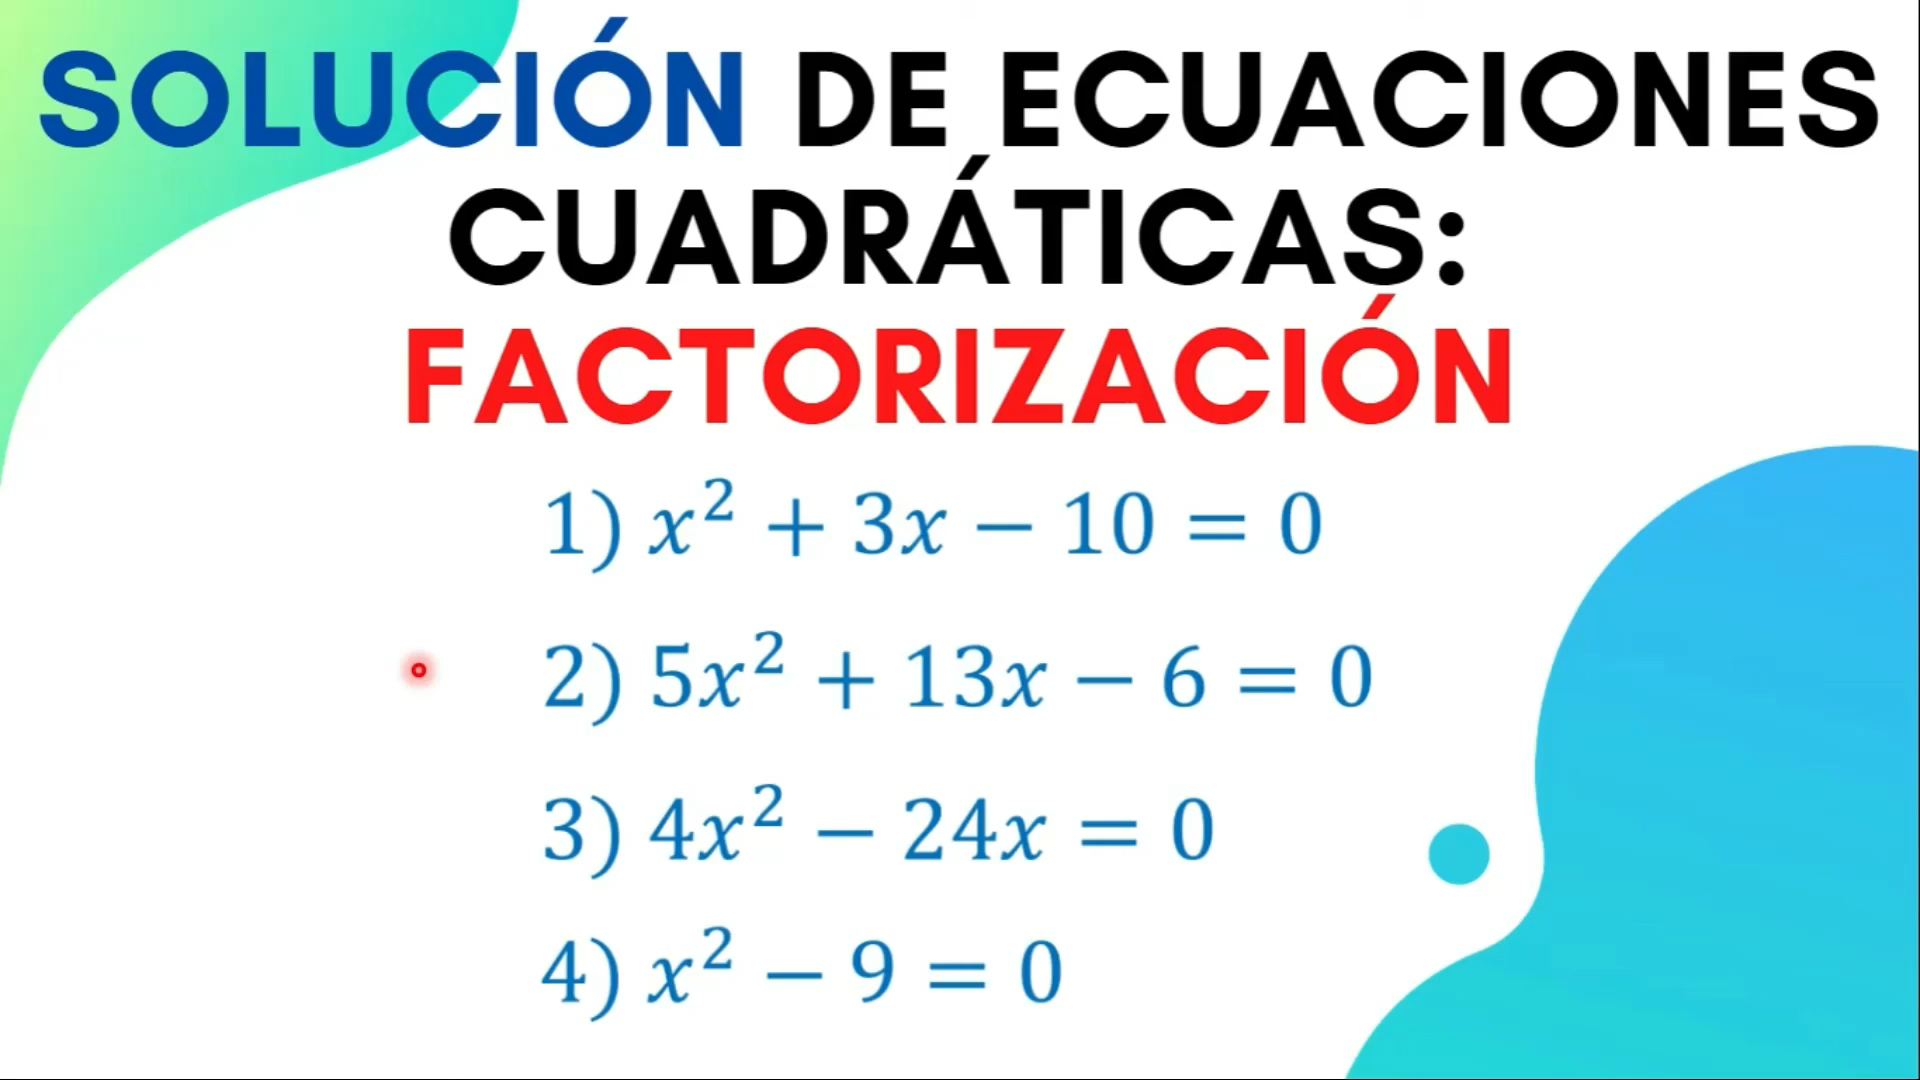 SOLUCIÓN DE ECUACIONES
CUADRÁTICAS:
FACTORIZACIÓN
1) x² + 3x − 10 = 0
2) 5x² + 13x − 6 = 0
3) 4x² − 24x = 0
4) x² − 9 = 0